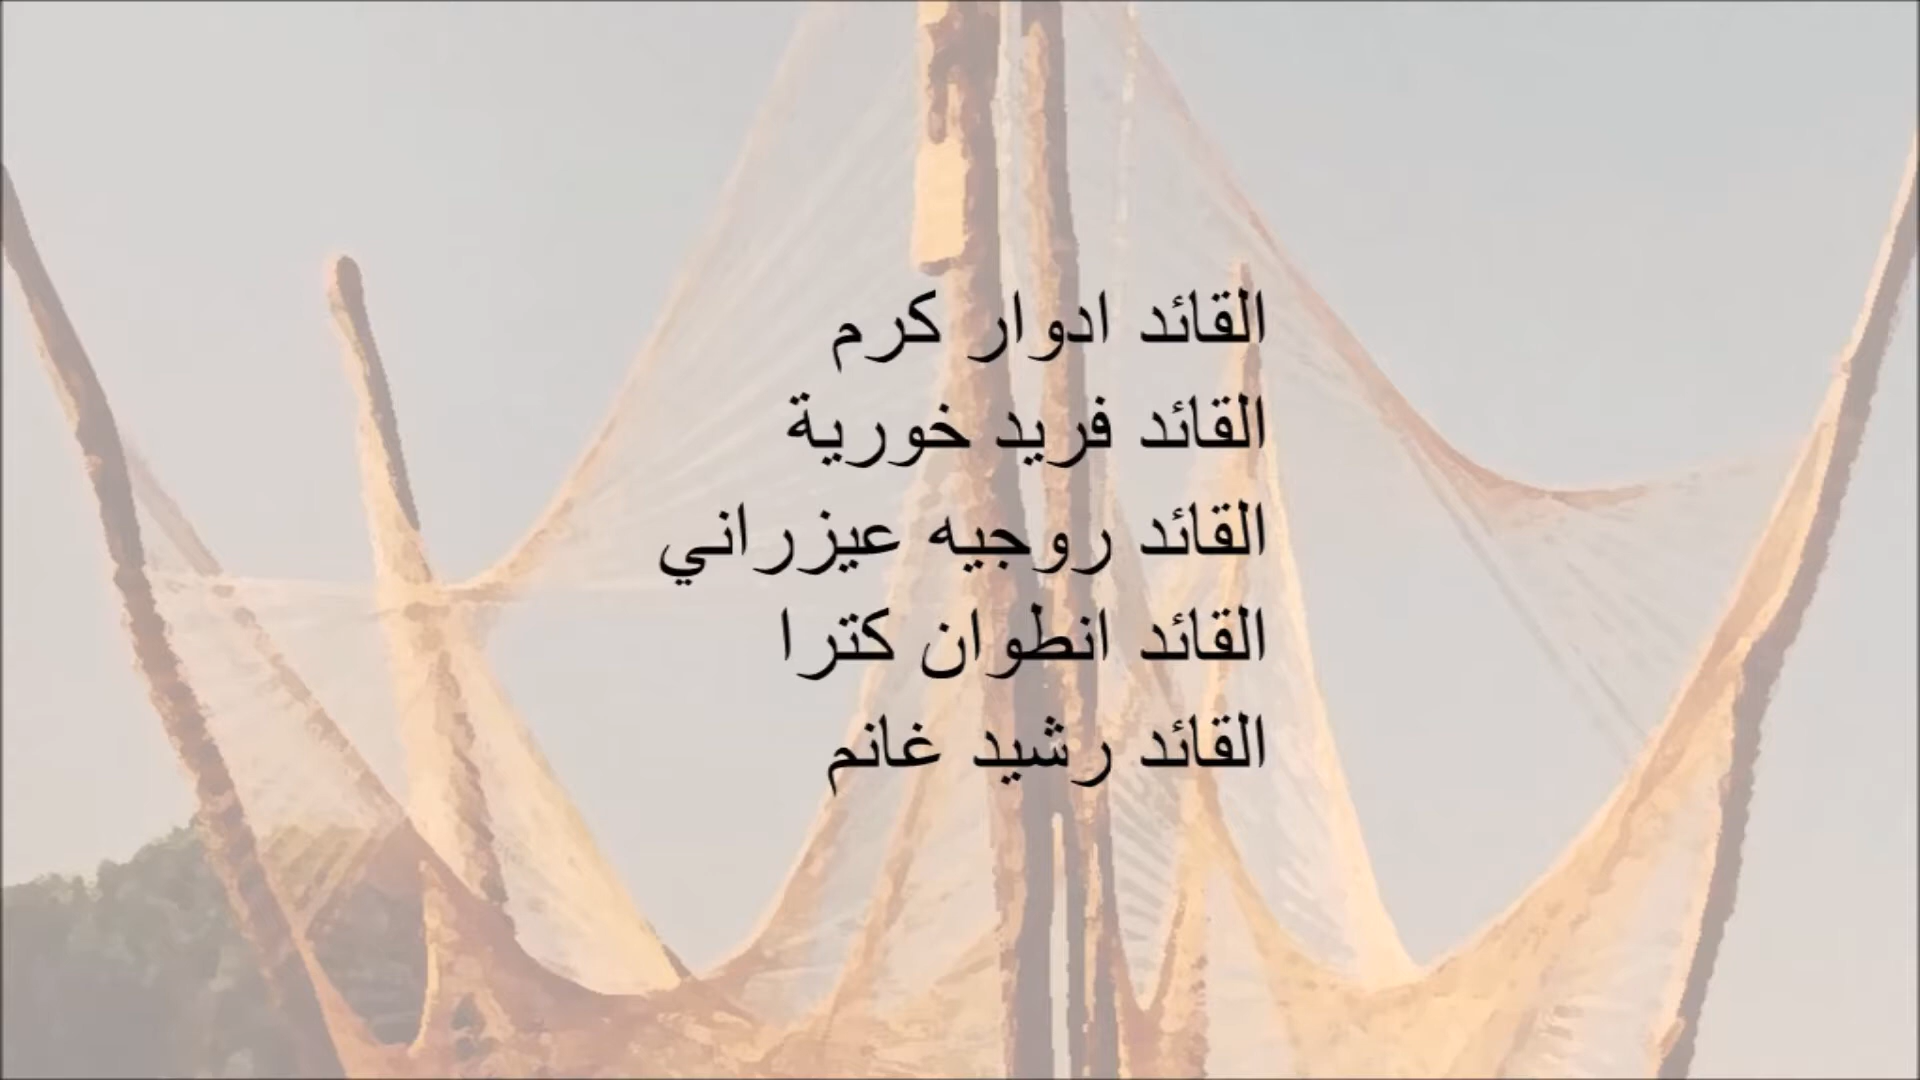 القائد ادوار كرم
القائد فريد خورية
القائد روجيه عيزراني
القائد انطوان كترا
القائد رشيد غانم